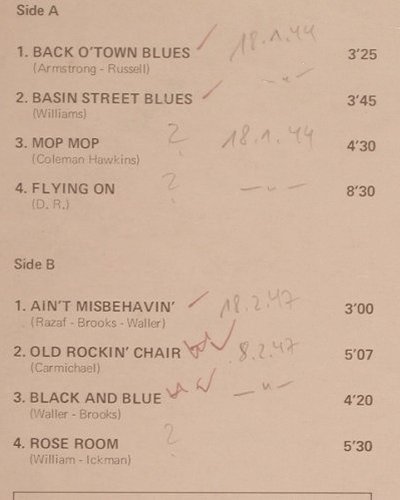 Side A
1. BACK O'TOWN BLUES ✓ 18.1.44 3'25
(Armstrong - Russell)
2. BASIN STREET BLUES ✓ – " – 3'45
(Williams)
3. MOP MOP ? 18.1.44 4'30
(Coleman Hawkins)
4. FLYING ON ? – " – 8'30
(D. R.)
Side B
1. AIN'T MISBEHAVIN' ✓ 18.2.47 3'00
(Razaf - Brooks - Waller)
2. OLD ROCKIN' CHAIR ✓ 8.2.47 5'07
(Carmichael)
3. BLACK AND BLUE ✓ – " – 4'20
(Waller - Brooks)
4. ROSE ROOM ? 5'30
(William - Ickman)